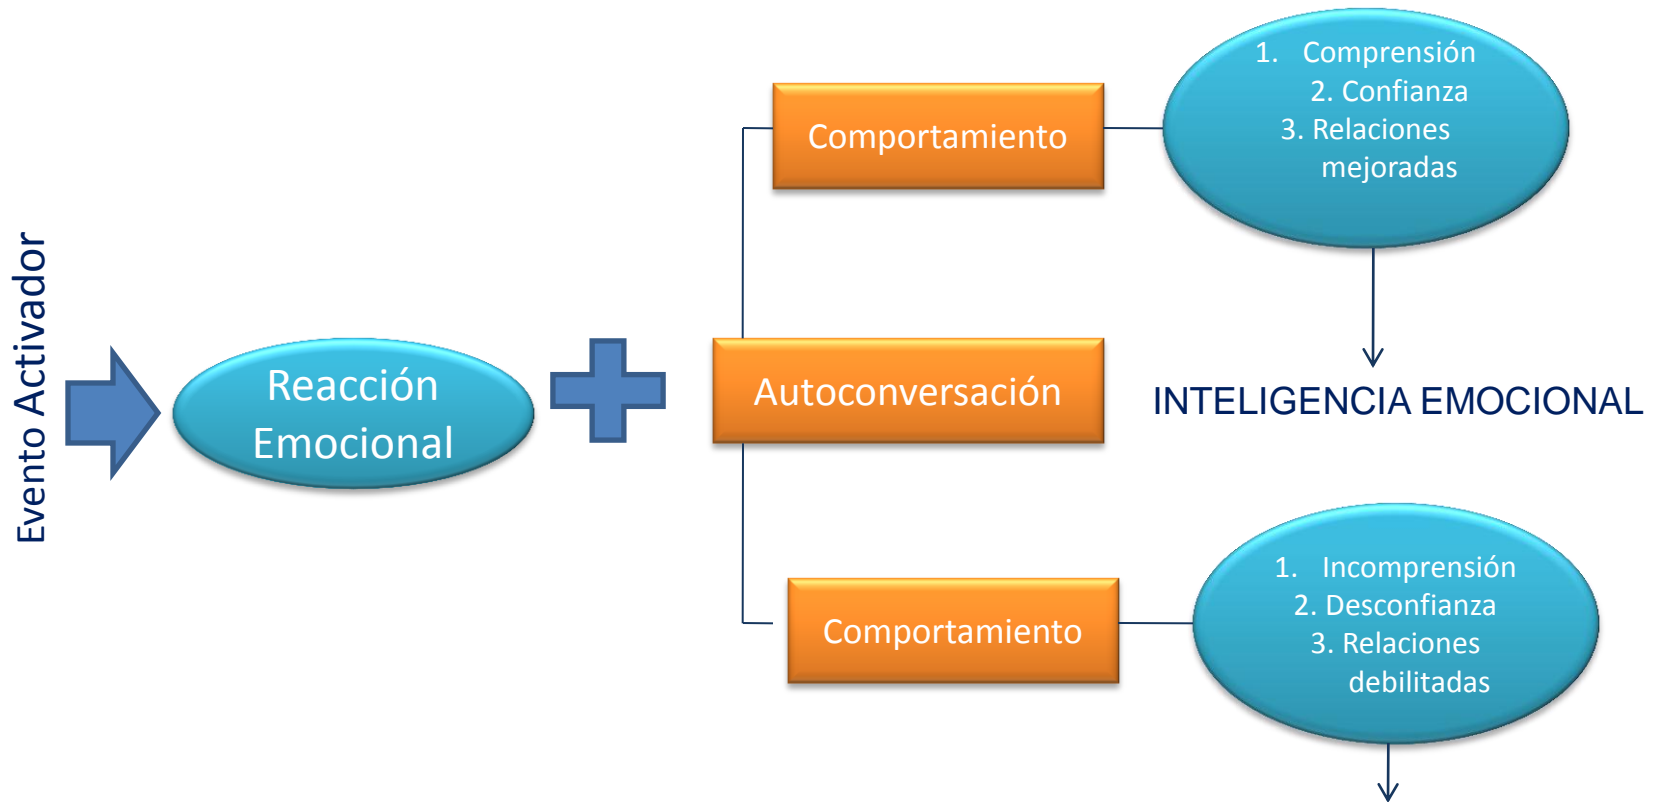 Evento Activador
Reacción
Emocional
Comportamiento
1. Comprensión
2. Confianza
3. Relaciones
mejoradas
Autoconversación
INTELIGENCIA EMOCIONAL
Comportamiento
1. Incomprensión
2. Desconfianza
3. Relaciones
debilitadas